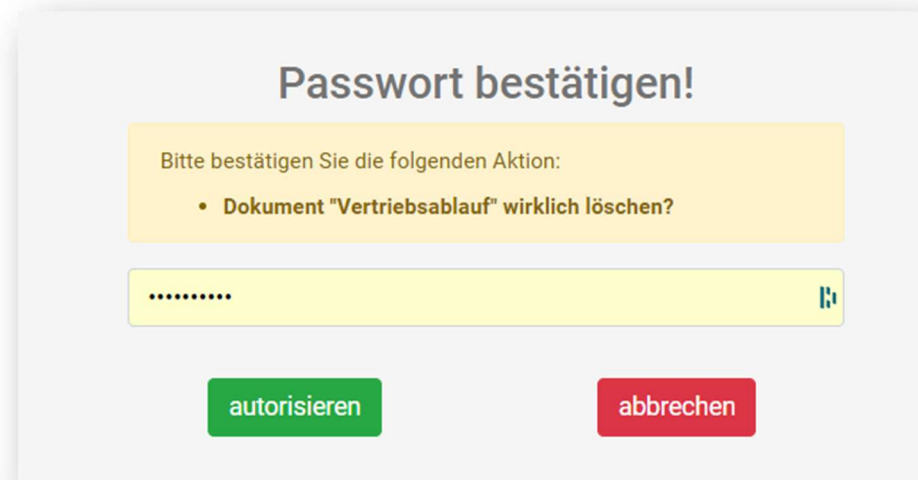 Passwort bestätigen!
Bitte bestätigen Sie die folgenden Aktion:
• Dokument "Vertriebsablauf" wirklich löschen?
••••••••••
autorisieren
abbrechen